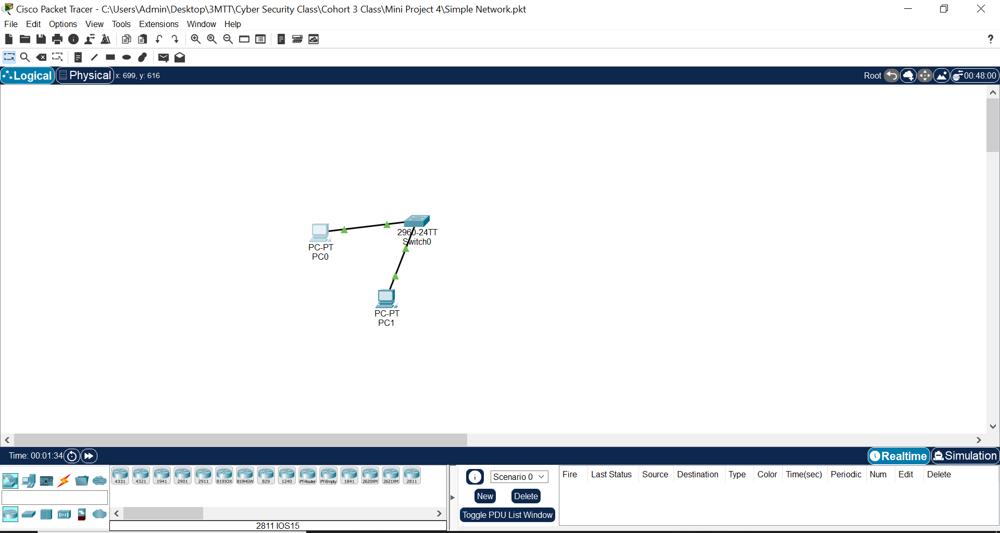 Cisco Packet Tracer - C:\Users\Admin\Desktop\3MTT\Cyber Security Class\Cohort 3 Class\Mini Project 4\Simple Network.pkt
File Edit Options View Tools Extensions Window Help
?
Logical Physical x: 699, y: 616 Root 00:48:00
2960-24TT
Switch0
PC-PT
PC0
PC-PT
PC1
Time: 00:01:34 Realtime Simulation
4331 4321 1941 2901 2911 819IOX 819HGW 829 1240 PT-Router PT-Empty 1841 2620XM 2621XM 2811
Scenario 0
New Delete
Toggle PDU List Window
Fire Last Status Source Destination Type Color Time(sec) Periodic Num Edit Delete
2811 IOS15